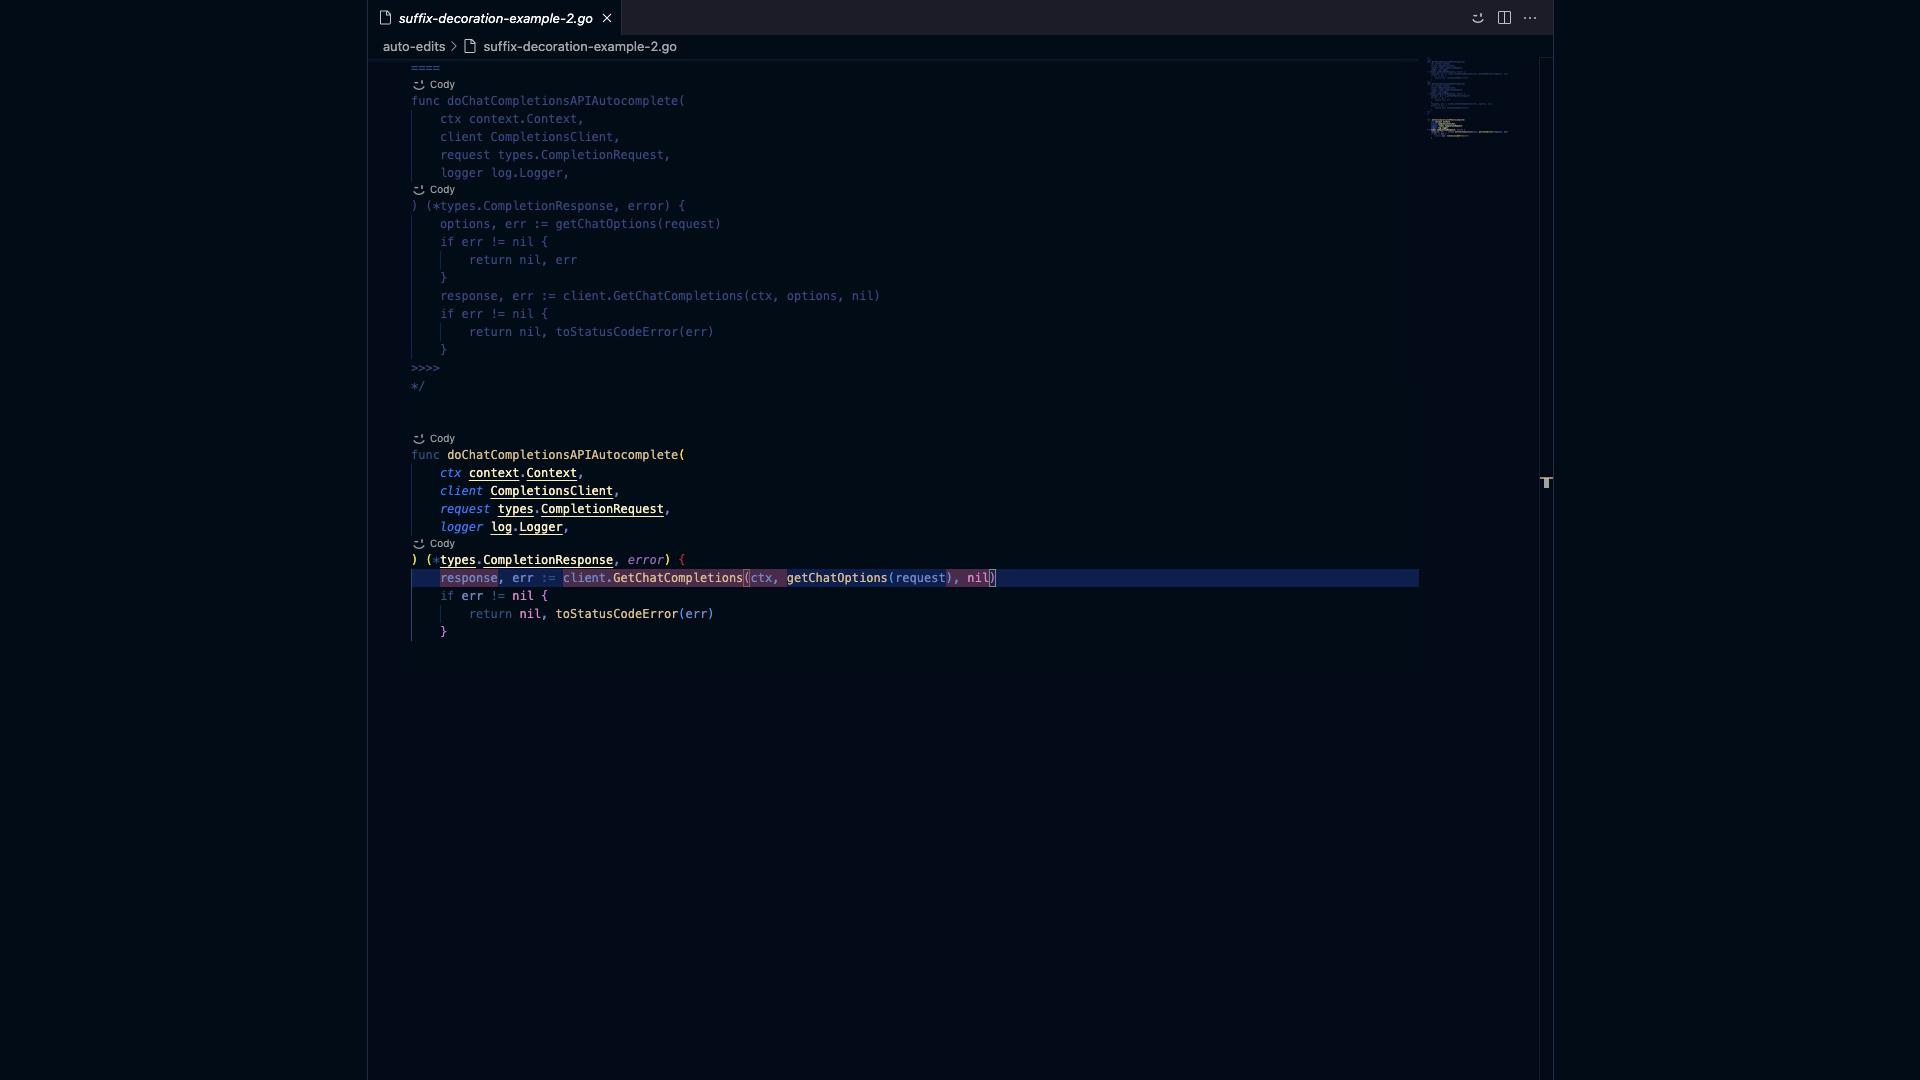 suffix-decoration-example-2.go
auto-edits > suffix-decoration-example-2.go
====
Cody
func doChatCompletionsAPIAutocomplete(
    ctx context.Context,
    client CompletionsClient,
    request types.CompletionRequest,
    logger log.Logger,
Cody
) (*types.CompletionResponse, error) {
    options, err := getChatOptions(request)
    if err != nil {
        return nil, err
    }
    response, err := client.GetChatCompletions(ctx, options, nil)
    if err != nil {
        return nil, toStatusCodeError(err)
    }
>>>>
*/
Cody
func doChatCompletionsAPIAutocomplete(
    ctx context.Context,
    client CompletionsClient,
    request types.CompletionRequest,
    logger log.Logger,
Cody
) (*types.CompletionResponse, error) {
    response, err := client.GetChatCompletions(ctx, getChatOptions(request), nil)
    if err != nil {
        return nil, toStatusCodeError(err)
    }